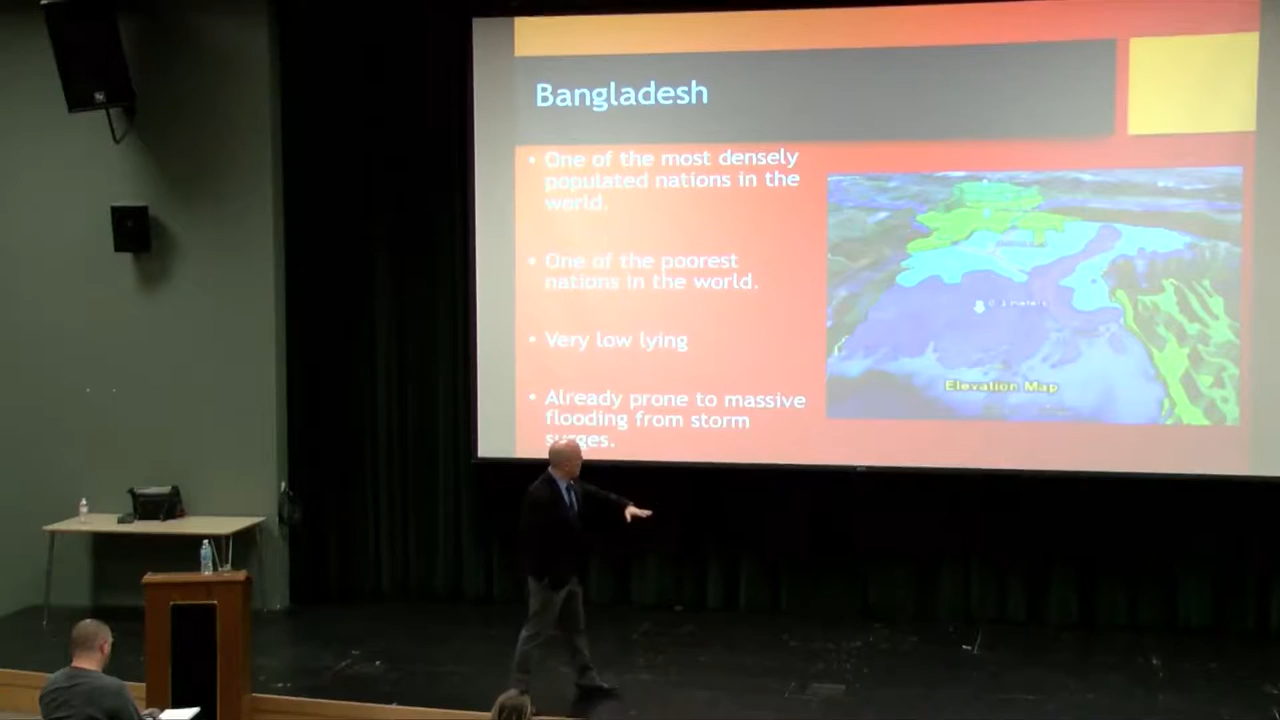 Bangladesh
• One of the most densely
populated nations in the
world.
• One of the poorest
nations in the world.
• Very low lying
• Already prone to massive
flooding from storm
surges.
meters
Elevation Map